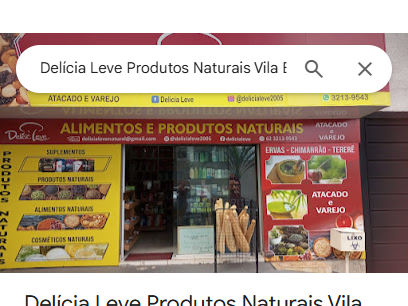 Delícia Leve Produtos Naturais Vila E
ATACADO E VAREJO
Delicia Leve
@delicialeve2005
3213-9543
Delícia Leve
ALIMENTOS E PRODUTOS NATURAIS
ATACADO
E VAREJO
@delicialeve2005
62 3213-9543
PRODUTOS NATURAIS
SUPLEMENTOS
PRODUTOS NATURAIS
ALIMENTOS NATURAIS
COSMÉTICOS NATURAIS
ERVAS - CHIMARRÃO - TERERÊ
ATACADO
e
VAREJO
LIXO
Delícia Leve Produtos Naturais Vila